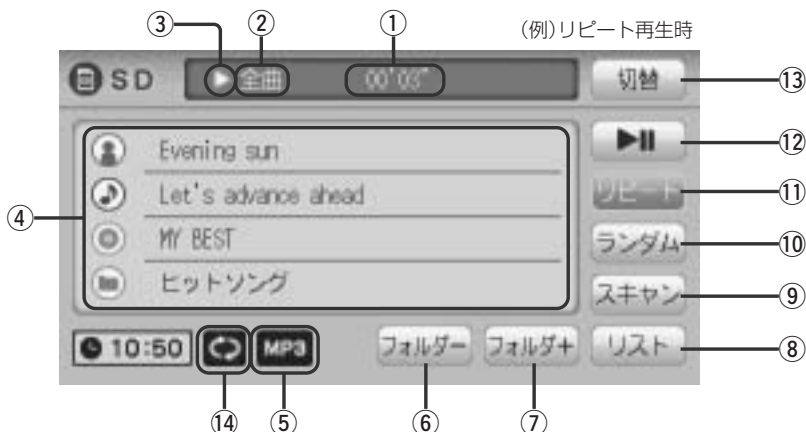 (例)リピート再生時
③ ② ①
SD 全曲 00'03" 切替 ⑬
▶II ⑫
Evening sun
リピート ⑪
④ Let's advance ahead
ランダム ⑩
MY BEST
スキャン ⑨
ヒットソング
10:50 MP3 フォルダー フォルダ+ リスト ⑧
⑭ ⑤ ⑥ ⑦